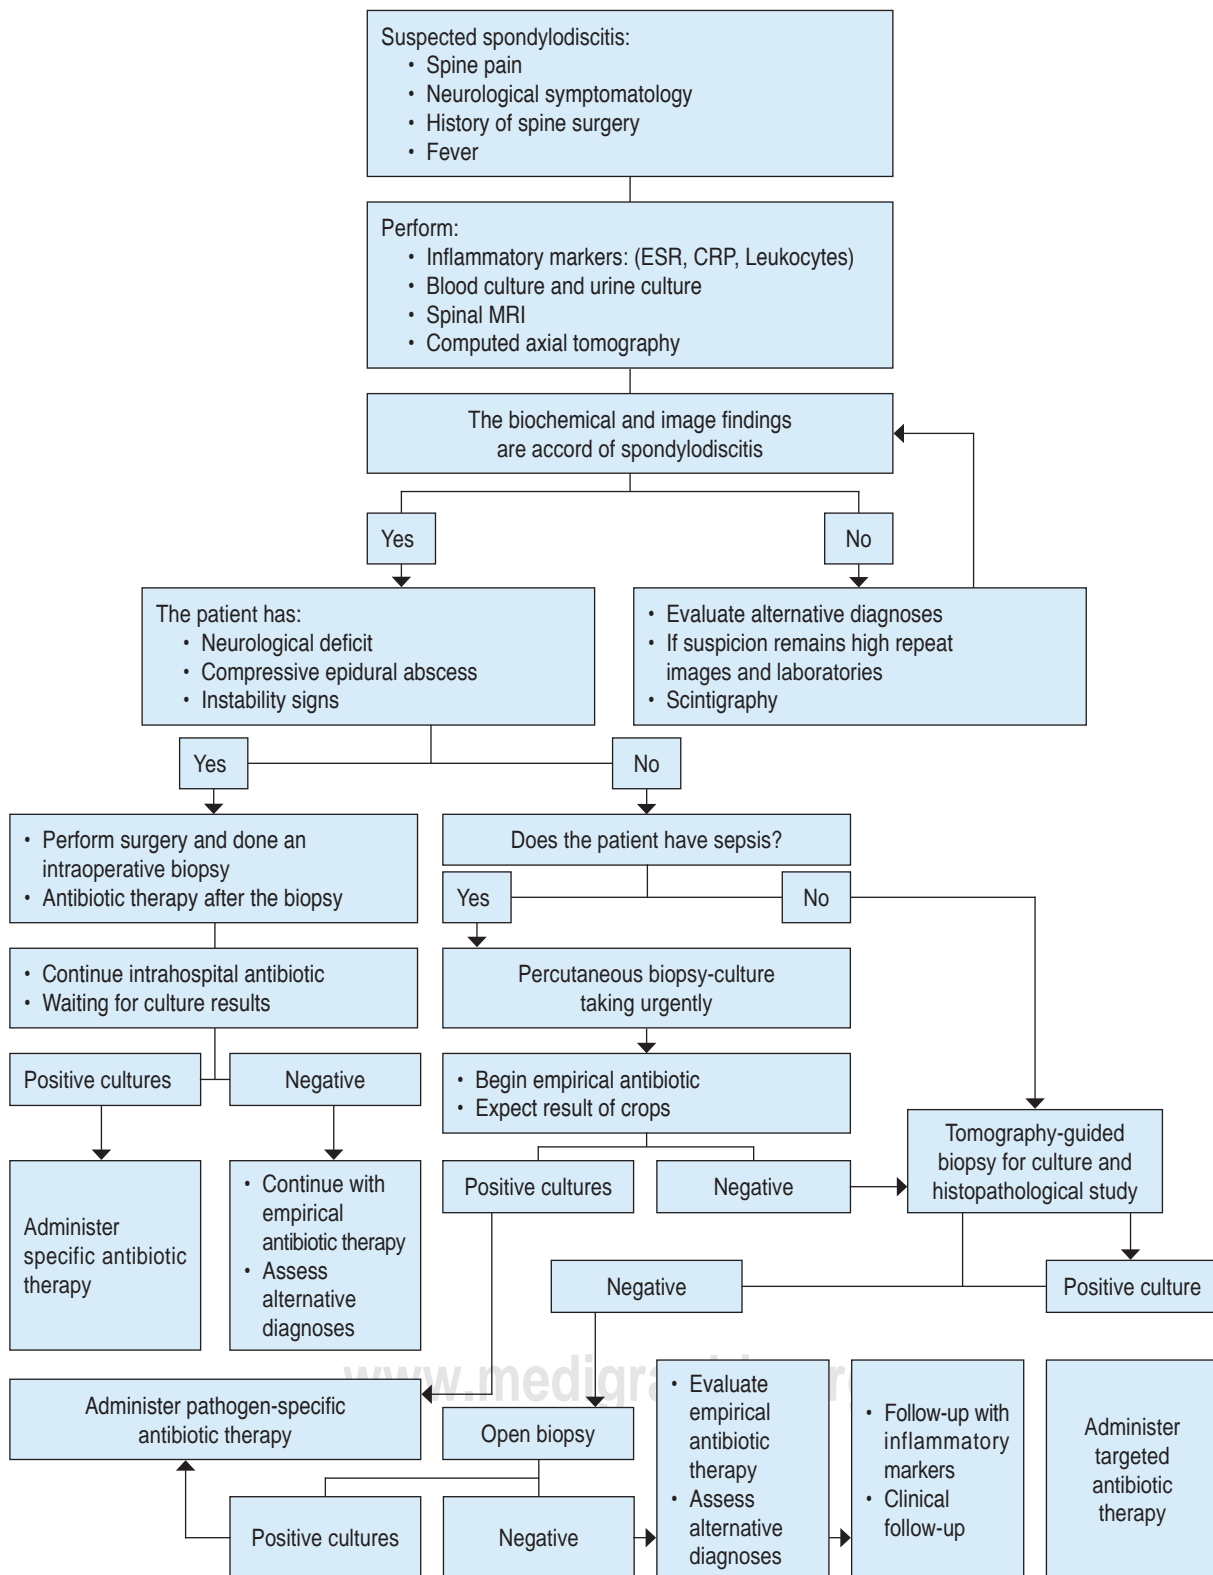 Suspected spondylodiscitis:
• Spine pain
• Neurological symptomatology
• History of spine surgery
• Fever
Perform:
• Inflammatory markers: (ESR, CRP, Leukocytes)
• Blood culture and urine culture
• Spinal MRI
• Computed axial tomography
The biochemical and image findings
are accord of spondylodiscitis
Yes
No
The patient has:
• Neurological deficit
• Compressive epidural abscess
• Instability signs
• Evaluate alternative diagnoses
• If suspicion remains high repeat
images and laboratories
• Scintigraphy
Yes
No
• Perform surgery and done an
intraoperative biopsy
• Antibiotic therapy after the biopsy
Does the patient have sepsis?
Yes
No
• Continue intrahospital antibiotic
• Waiting for culture results
Percutaneous biopsy-culture
taking urgently
Positive cultures
Negative
• Begin empirical antibiotic
• Expect result of crops
Tomography-guided
biopsy for culture and
histopathological study
Administer
specific antibiotic
therapy
• Continue with
empirical
antibiotic therapy
• Assess
alternative
diagnoses
Positive cultures
Negative
Negative
Positive culture
www.medigra
Administer pathogen-specific
antibiotic therapy
Open biopsy
• Evaluate
empirical
antibiotic
therapy
• Assess
alternative
diagnoses
• Follow-up with
inflammatory
markers
• Clinical
follow-up
Administer
targeted
antibiotic
therapy
Positive cultures
Negative